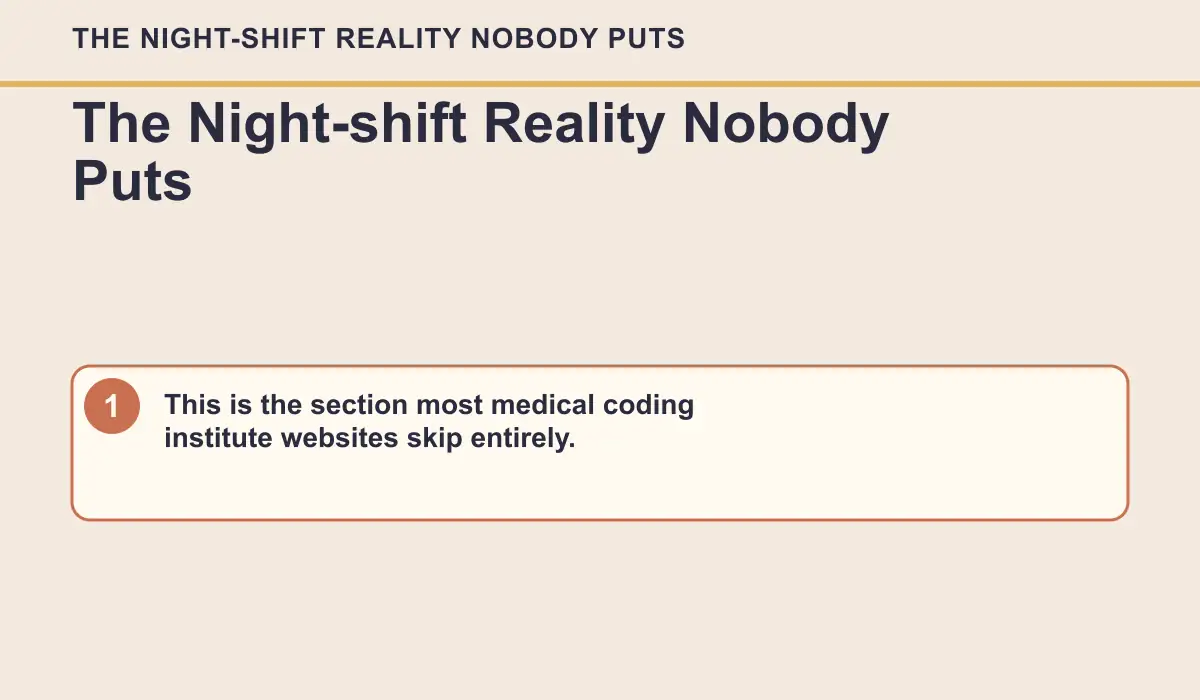 THE NIGHT-SHIFT REALITY NOBODY PUTS
The Night-shift Reality Nobody
Puts
1
This is the section most medical coding
institute websites skip entirely.